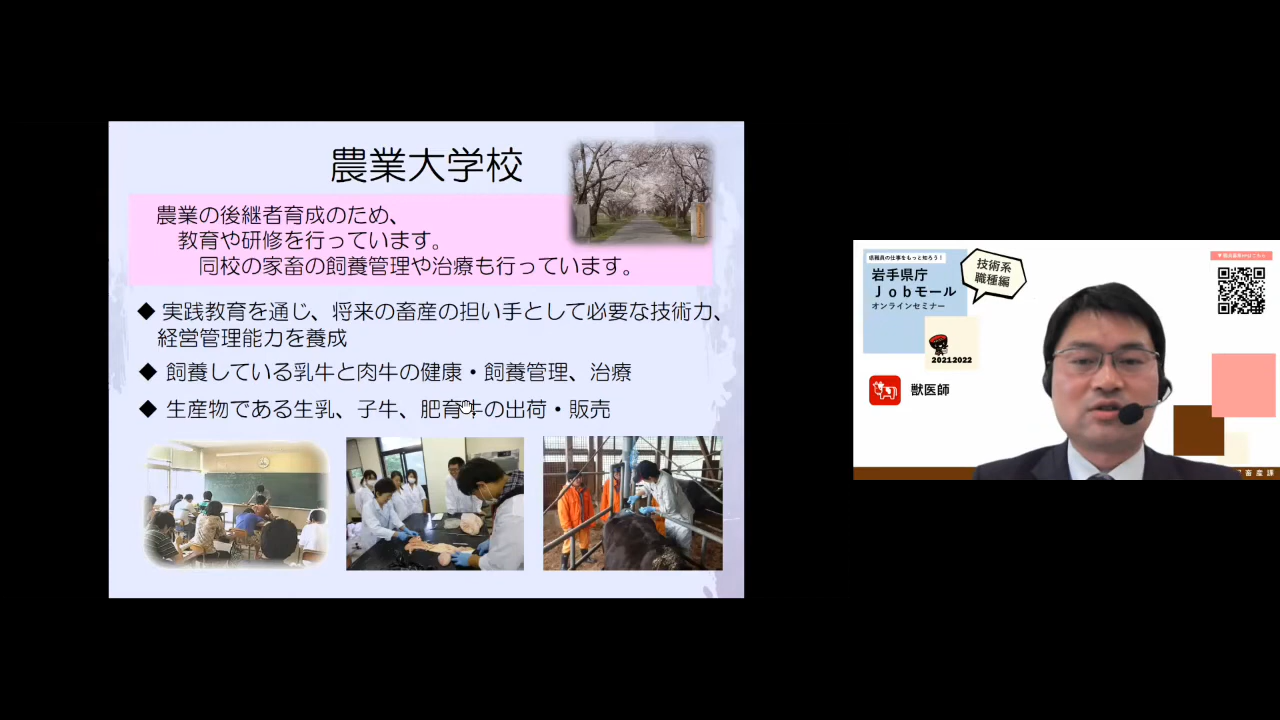 農業大学校
農業の後継者育成のため、
教育や研修を行っています。
同校の家畜の飼養管理や治療も行っています。
◆ 実践教育を通じ、将来の畜産の担い手として必要な技術力、
経営管理能力を養成
◆ 飼養している乳牛と肉牛の健康・飼養管理、治療
◆ 生産物である生乳、子牛、肥育牛の出荷・販売
県職員の仕事をもっと知ろう!
岩手県庁
Jobモール
オンラインセミナー
技術系
職種編
2021.2022
獣医師
畜産課